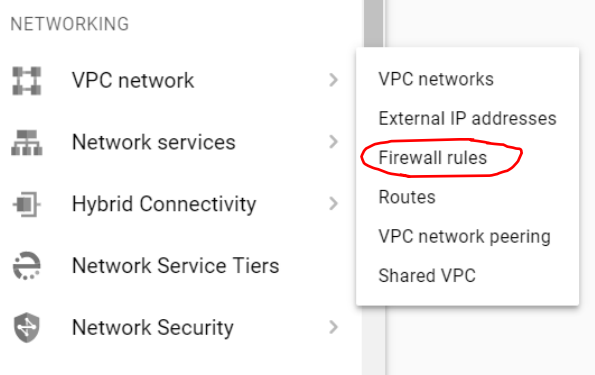 NETWORKING
VPC network
Network services
Hybrid Connectivity
Network Service Tiers
Network Security
VPC networks
External IP addresses
Firewall rules
Routes
VPC network peering
Shared VPC